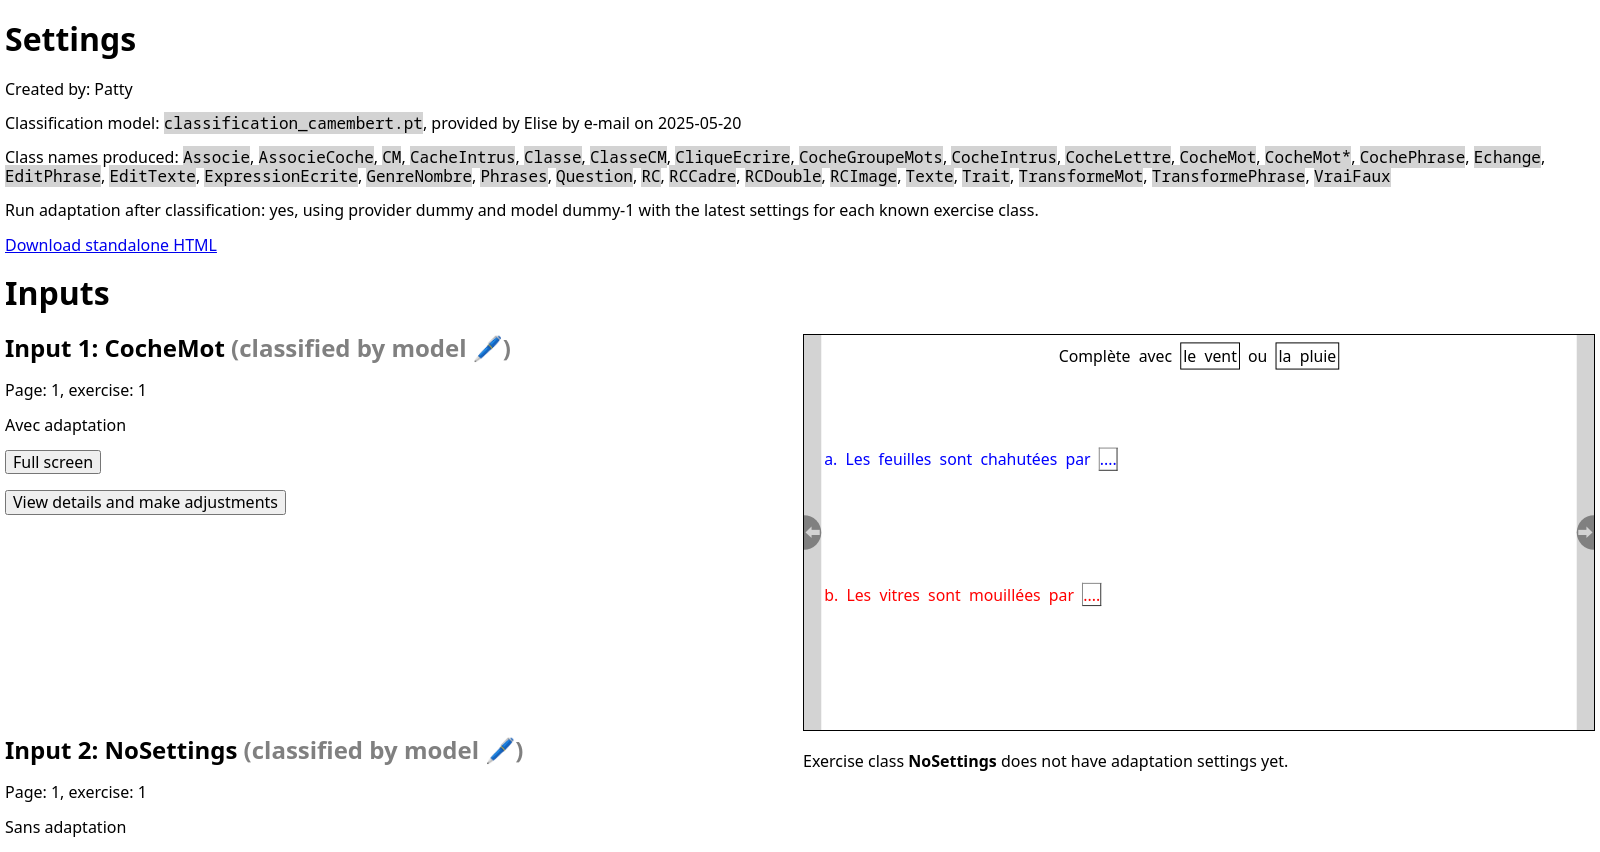 Settings
Created by: Patty
Classification model: classification_camembert.pt, provided by Elise by e-mail on 2025-05-20
Class names produced: Associe, AssocieCoche, CM, CacheIntrus, Classe, ClasseCM, CliqueEcrire, CocheGroupeMots, CocheIntrus, CocheLettre, CocheMot, CocheMot*, CochePhrase, Echange,
EditPhrase, EditTexte, ExpressionEcrite, GenreNombre, Phrases, Question, RC, RCCadre, RCDouble, RCImage, Texte, Trait, TransformeMot, TransformePhrase, VraiFaux
Run adaptation after classification: yes, using provider dummy and model dummy-1 with the latest settings for each known exercise class.
Download standalone HTML
Inputs
Input 1: CocheMot (classified by model 🖊️)
Page: 1, exercise: 1
Avec adaptation
Full screen
View details and make adjustments
Complète avec le vent ou la pluie
a. Les feuilles sont chahutées par ....
b. Les vitres sont mouillées par ....
Input 2: NoSettings (classified by model 🖊️)
Page: 1, exercise: 1
Sans adaptation
Exercise class NoSettings does not have adaptation settings yet.